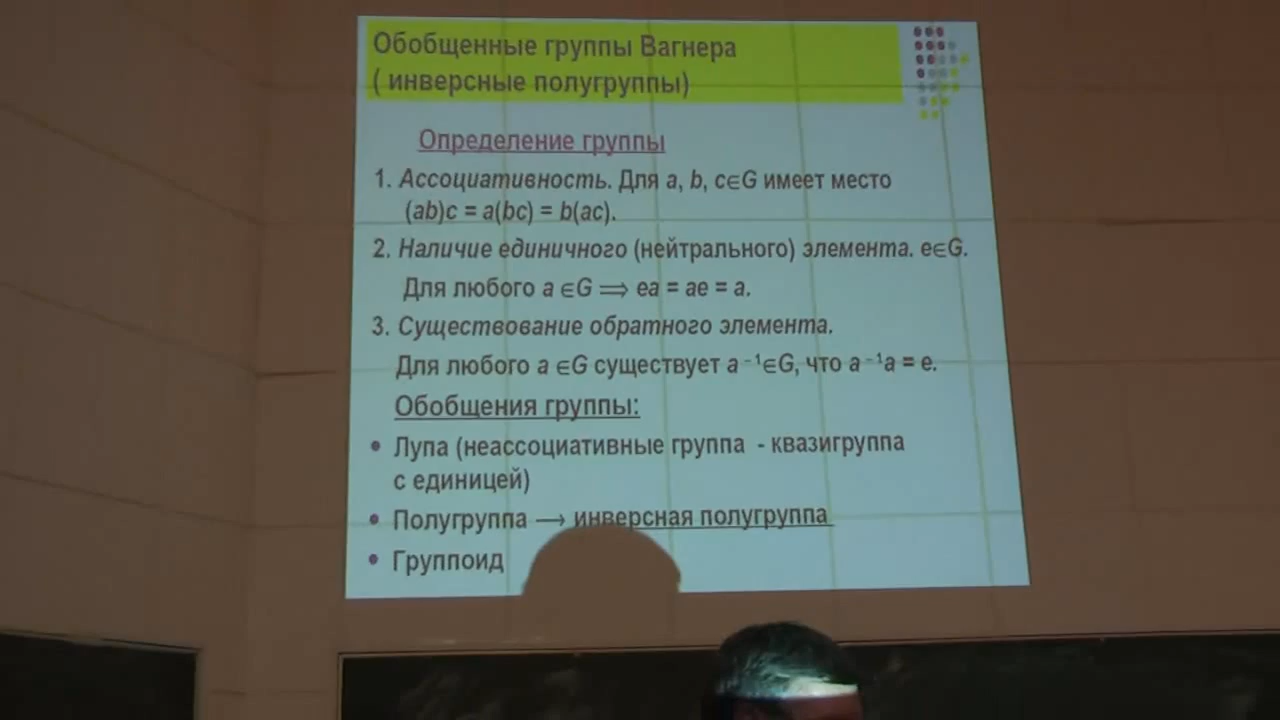 Обобщенные группы Вагнера
( инверсные полугруппы)
Определение группы
1. Ассоциативность. Для a, b, c∈G имеет место
(ab)c = a(bc) = b(ac).
2. Наличие единичного (нейтрального) элемента. e∈G.
Для любого a ∈G ⟹ ea = ae = a.
3. Существование обратного элемента.
Для любого a ∈G существует a ⁻¹∈G, что a ⁻¹a = e.
Обобщения группы:
• Лупа (неассоциативные группа - квазигруппа
с единицей)
• Полугруппа ⟶ инверсная полугруппа
• Группоид